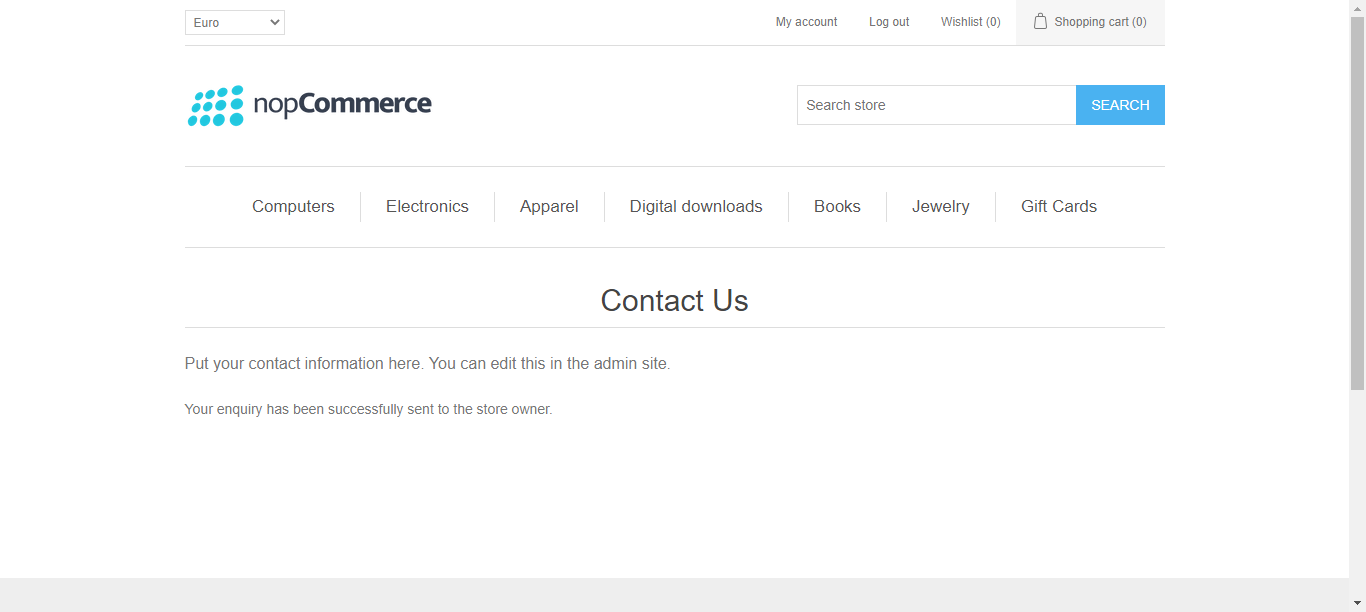 Euro
My account
Log out
Wishlist (0)
Shopping cart (0)
nopCommerce
Search store
SEARCH
Computers
Electronics
Apparel
Digital downloads
Books
Jewelry
Gift Cards
Contact Us
Put your contact information here. You can edit this in the admin site.
Your enquiry has been successfully sent to the store owner.